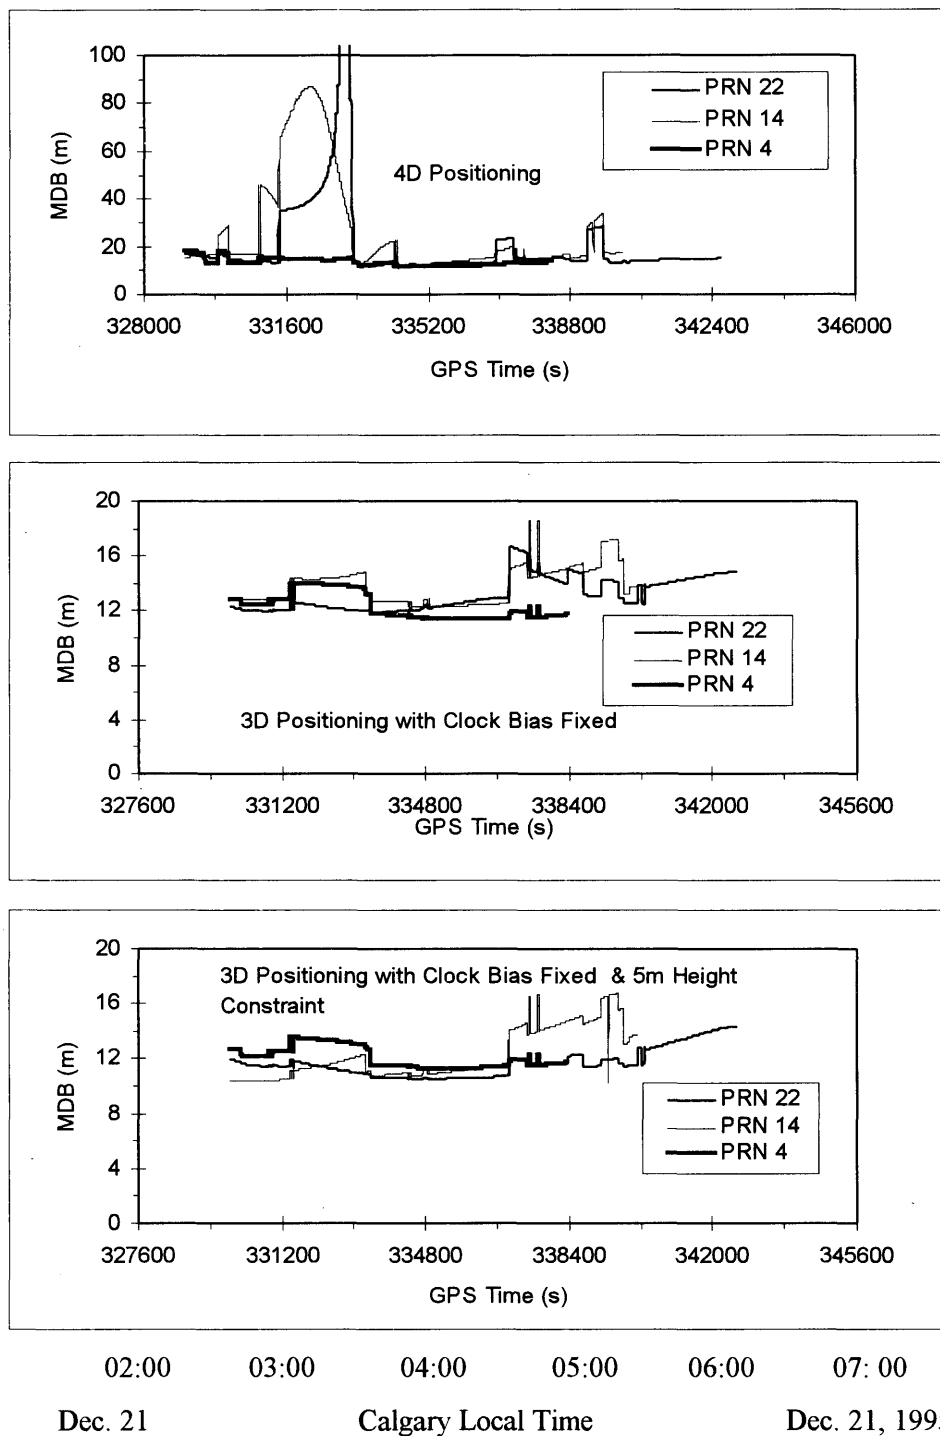 100
80
60
40
20
0
MDB (m)
PRN 22
PRN 14
PRN 4
4D Positioning
328000 331600 335200 338800 342400 346000
GPS Time (s)
20
16
12
8
4
0
MDB (m)
PRN 22
PRN 14
PRN 4
3D Positioning with Clock Bias Fixed
327600 331200 334800 338400 342000 345600
GPS Time (s)
20
16
12
8
4
0
MDB (m)
3D Positioning with Clock Bias Fixed & 5m Height
Constraint
PRN 22
PRN 14
PRN 4
327600 331200 334800 338400 342000 345600
GPS Time (s)
02:00 03:00 04:00 05:00 06:00 07: 00
Dec. 21 Calgary Local Time Dec. 21,